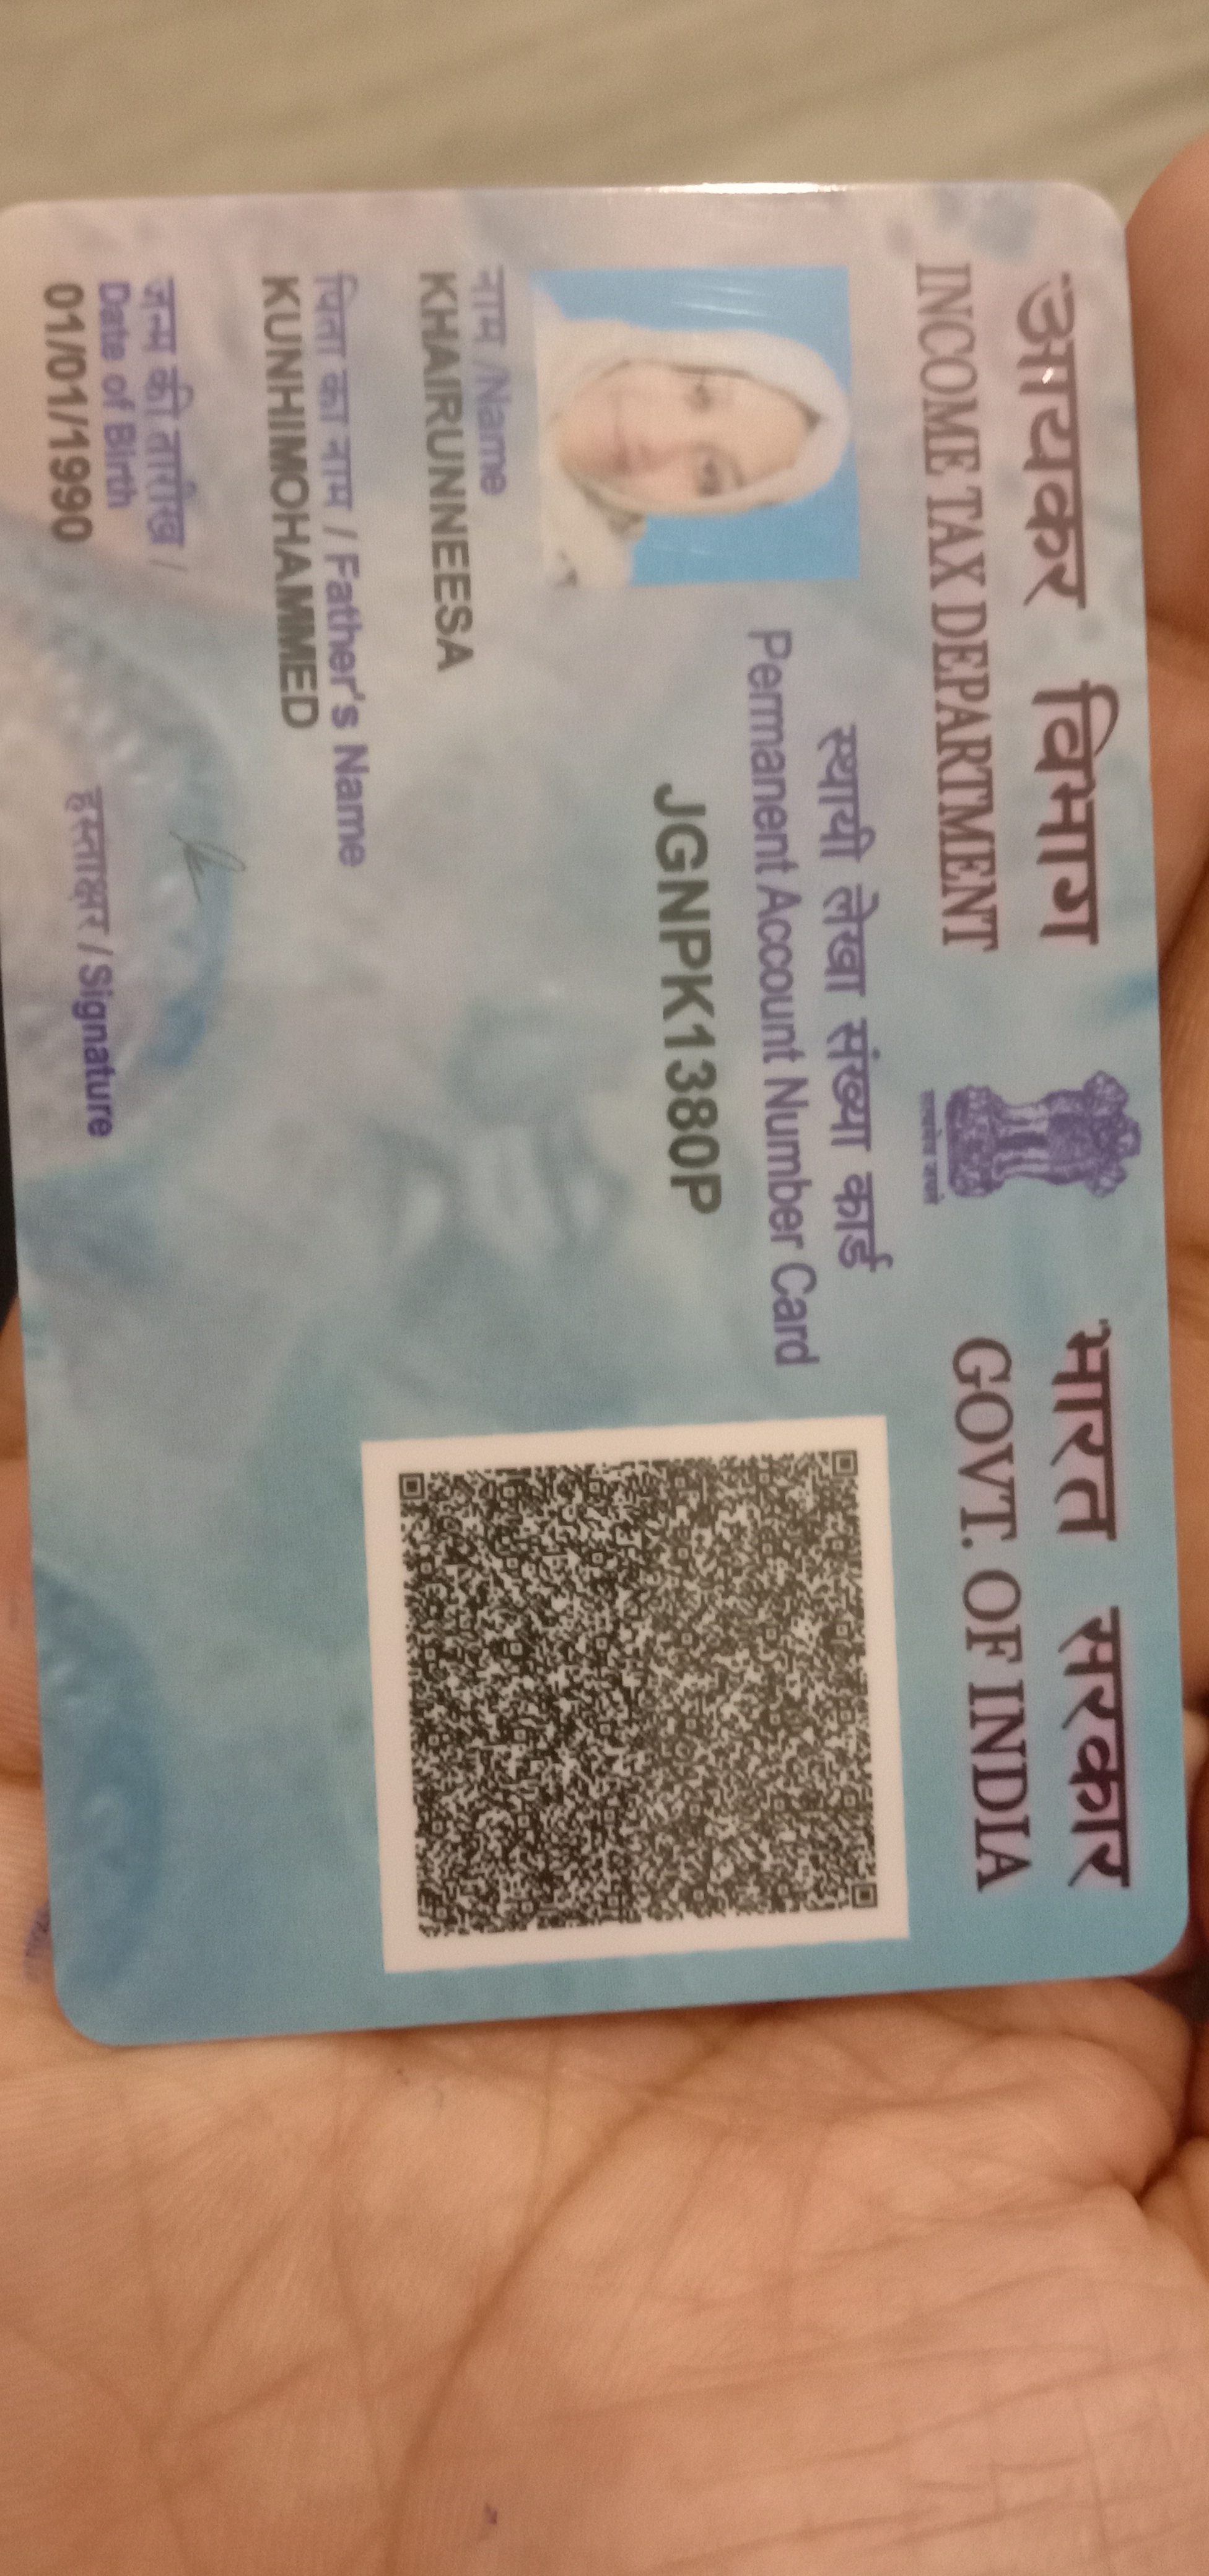 आयकर विभाग
INCOME TAX DEPARTMENT
सत्यमेव जयते
भारत सरकार
GOVT. OF INDIA
स्थायी लेखा संख्या कार्ड
Permanent Account Number Card
JGNPK1380P
नाम /Name
KHAIRUNNEESA
पिता का नाम / Father's Name
KUNHIMOHAMMED
जन्म की तारीख /
Date of Birth
01/01/1990
हस्ताक्षर / Signature